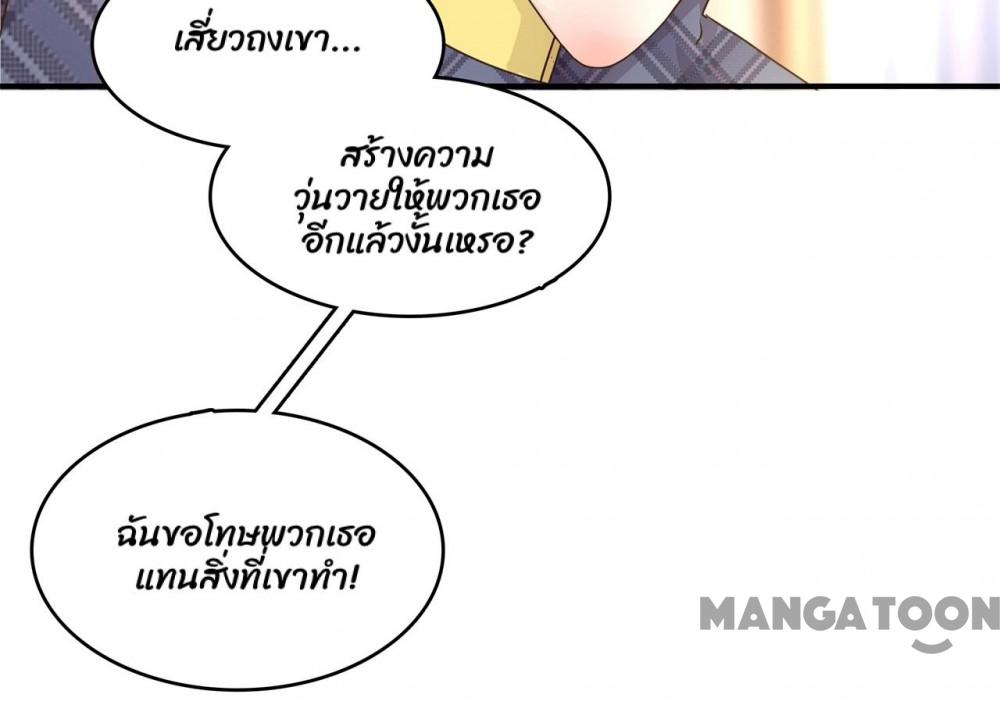 เสี่ยวถงเขา...
สร้างความ
วุ่นวายให้พวกเธอ
อีกแล้วงั้นเหรอ?
ฉันขอโทษพวกเธอ
แทนสิ่งที่เขาทำ!
MANGATOON